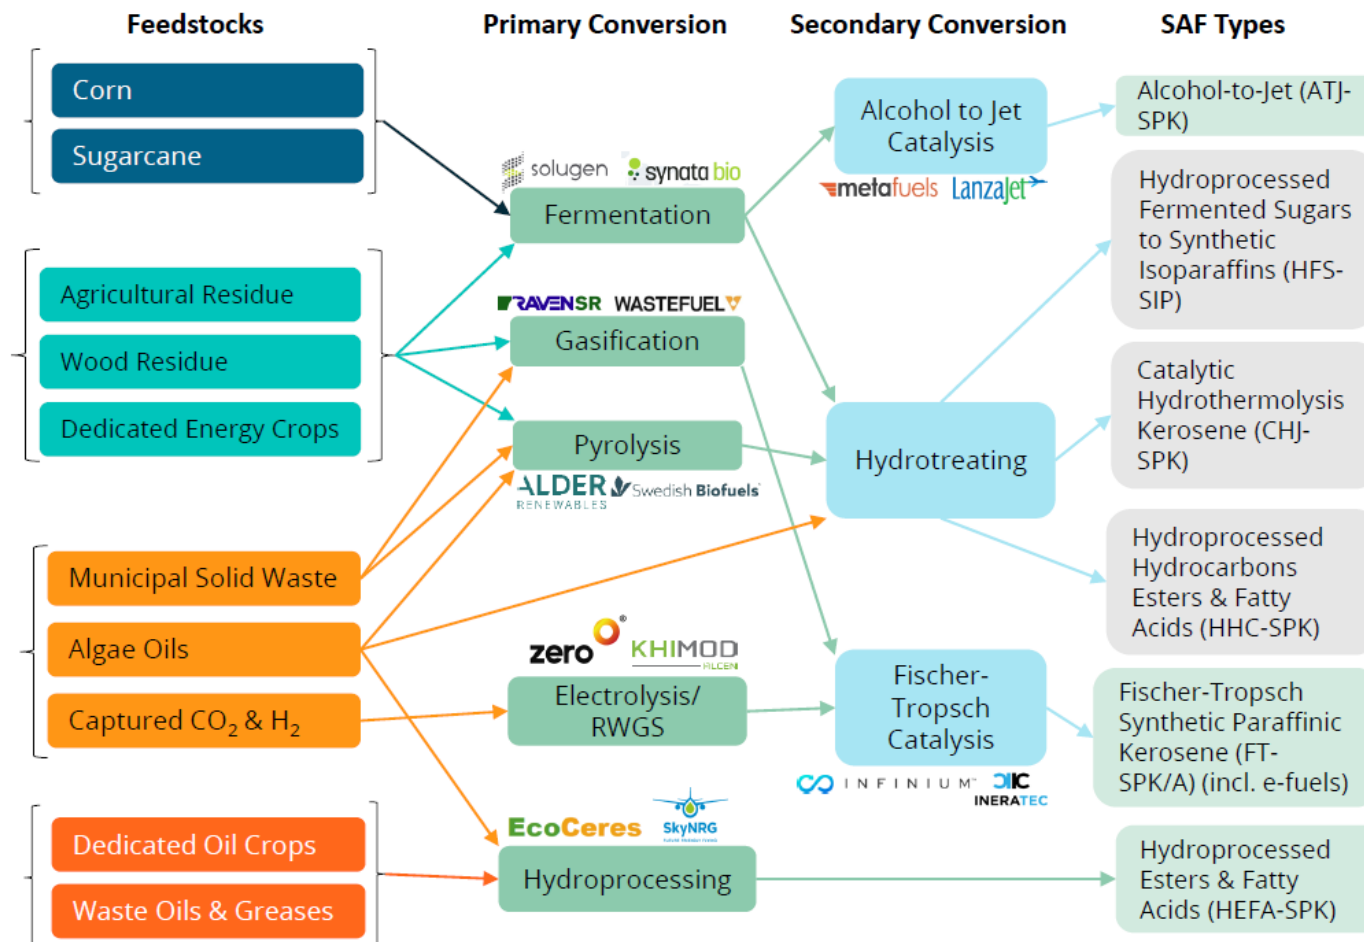 Feedstocks
Primary Conversion
Secondary Conversion
SAF Types
Corn
Sugarcane
Agricultural Residue
Wood Residue
Dedicated Energy Crops
Municipal Solid Waste
Algae Oils
Captured CO₂ & H₂
Dedicated Oil Crops
Waste Oils & Greases
solugen
synata bio
Fermentation
RAVENSR
WASTEFUEL
Gasification
Pyrolysis
ALDER
RENEWABLES
Swedish Biofuels
zero
KHIMOD
ALCEN
Electrolysis/
RWGS
EcoCeres
SkyNRG
Hydroprocessing
Alcohol to Jet
Catalysis
metafuels
LanzaJet
Hydrotreating
Fischer-
Tropsch
Catalysis
INFINIUM
INERATEC
Alcohol-to-Jet (ATJ-
SPK)
Hydroprocessed
Fermented Sugars
to Synthetic
Isoparaffins (HFS-
SIP)
Catalytic
Hydrothermolysis
Kerosene (CHJ-
SPK)
Hydroprocessed
Hydrocarbons
Esters & Fatty
Acids (HHC-SPK)
Fischer-Tropsch
Synthetic Paraffinic
Kerosene (FT-
SPK/A) (incl. e-fuels)
Hydroprocessed
Esters & Fatty
Acids (HEFA-SPK)